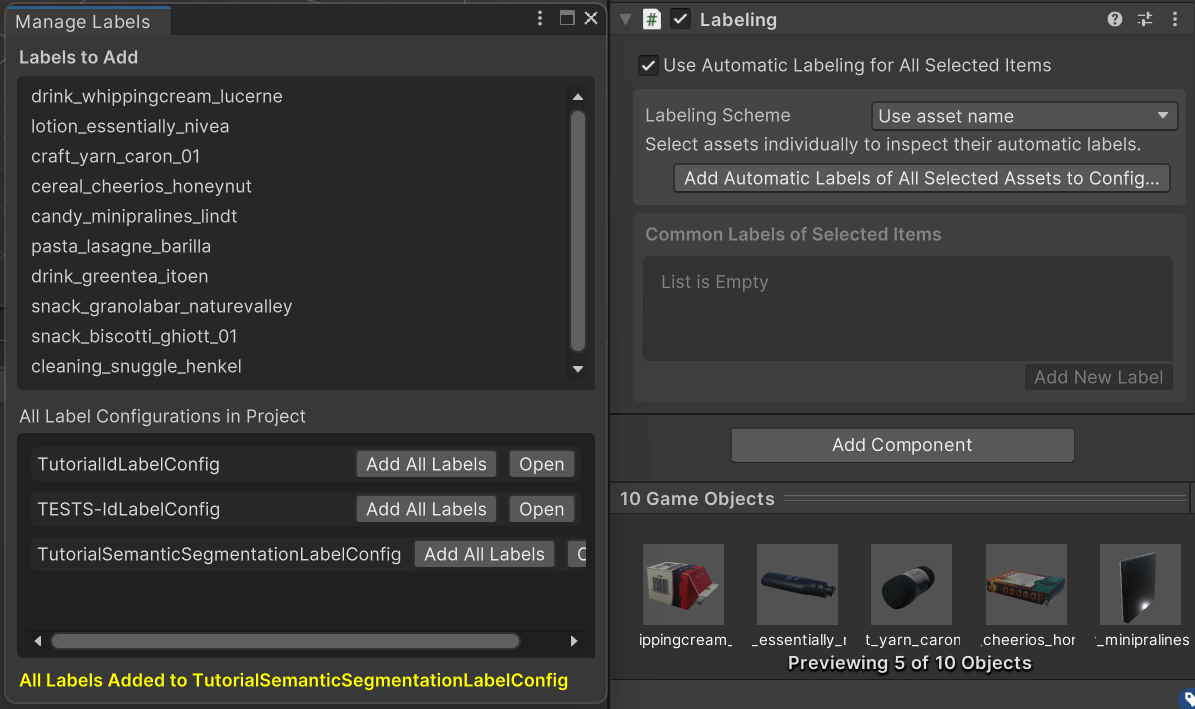 Manage Labels
Labels to Add
drink_whippingcream_lucerne
lotion_essentially_nivea
craft_yarn_caron_01
cereal_cheerios_honeynut
candy_minipralines_lindt
pasta_lasagne_barilla
drink_greentea_itoen
snack_granolabar_naturevalley
snack_biscotti_ghiott_01
cleaning_snuggle_henkel
All Label Configurations in Project
TutorialIdLabelConfig Add All Labels Open
TESTS-IdLabelConfig Add All Labels Open
TutorialSemanticSegmentationLabelConfig Add All Labels
All Labels Added to TutorialSemanticSegmentationLabelConfig
# Labeling
Use Automatic Labeling for All Selected Items
Labeling Scheme Use asset name
Select assets individually to inspect their automatic labels.
Add Automatic Labels of All Selected Assets to Config...
Common Labels of Selected Items
List is Empty
Add New Label
Add Component
10 Game Objects
ippingcream_ _essentially_r t_yarn_caron _cheerios_hor _minipralines
Previewing 5 of 10 Objects